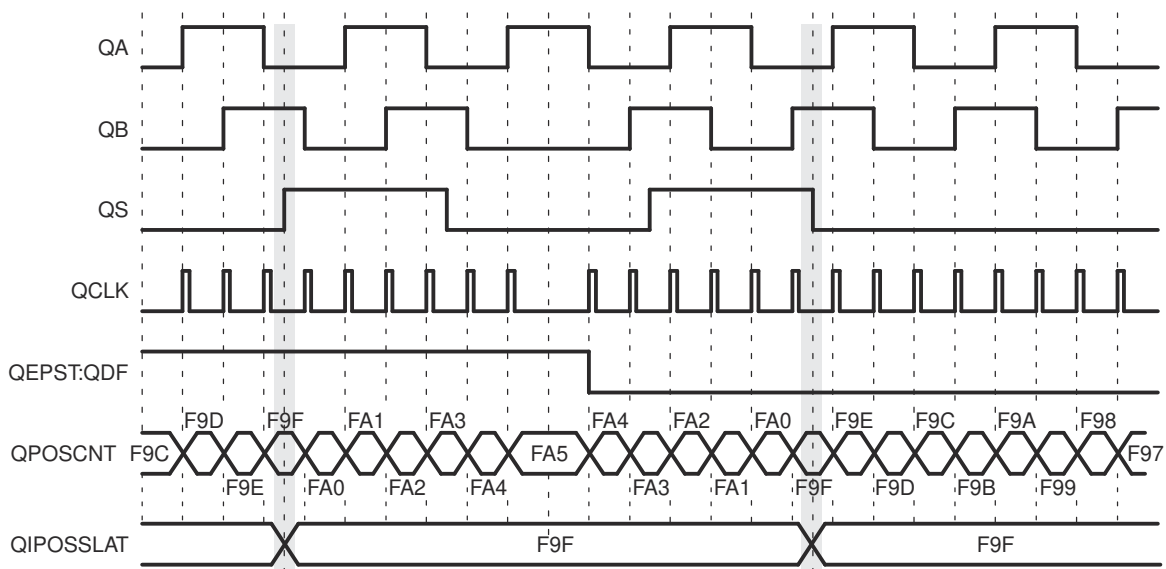 QA
QB
QS
QCLK
QEPST:QDF
F9D F9F FA1 FA3 FA4 FA2 FA0 F9E F9C F9A F98
QPOSCNT F9C FA5 F97
F9E FA0 FA2 FA4 FA3 FA1 F9F F9D F9B F99
QIPOSSLAT F9F F9F